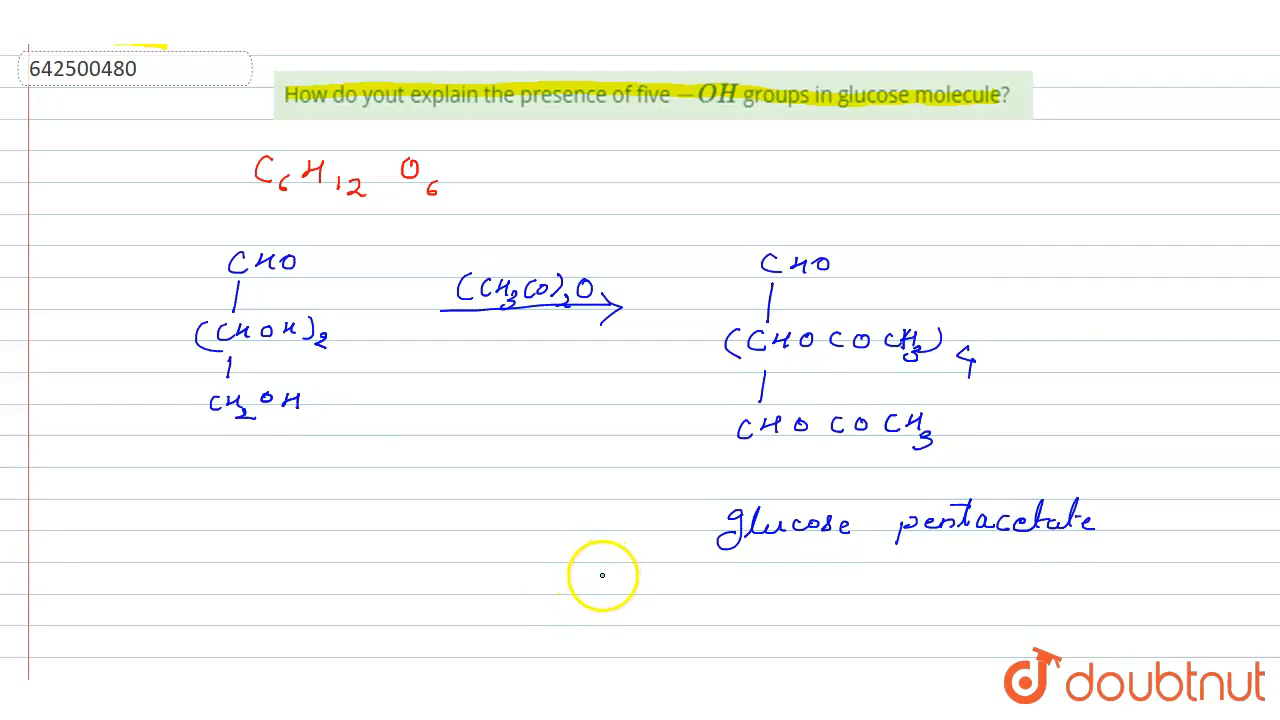 642500480
How do yout explain the presence of five −OH groups in glucose molecule?
C6H12 O6
CHO
(CHOH)2
CH2OH
(CH3CO)2O
CHO
(CHOCOCH3)4
CHOCOCH3
glucose pentacetate
doubtnut